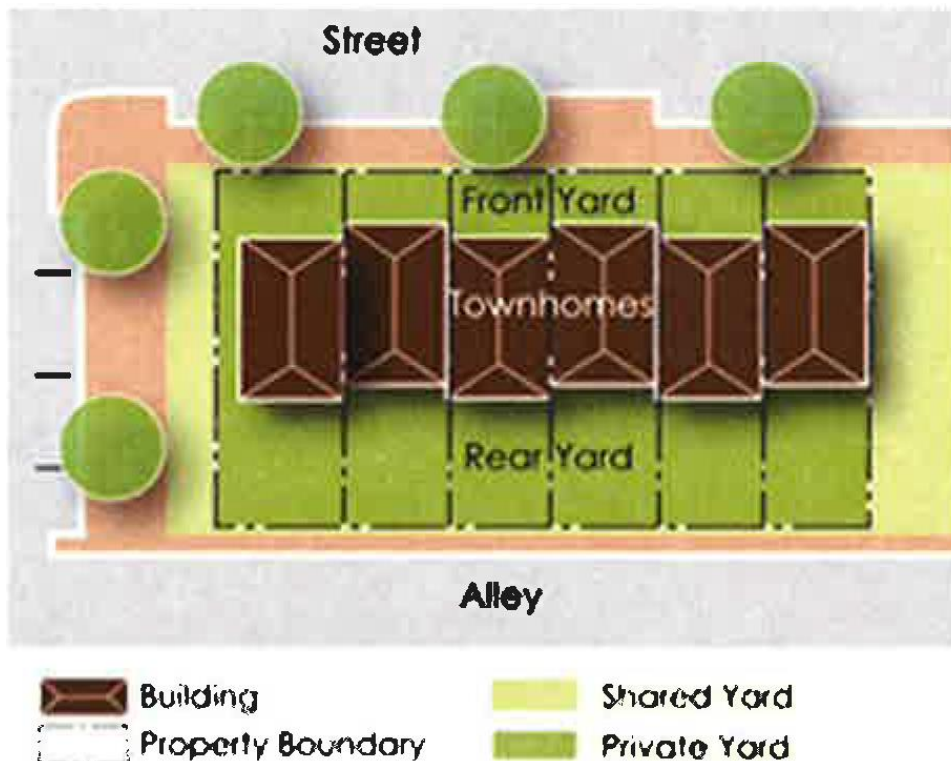 Street
Front Yard
Townhomes
Rear Yard
Alley
Building
Shared Yard
Property Boundary
Private Yard